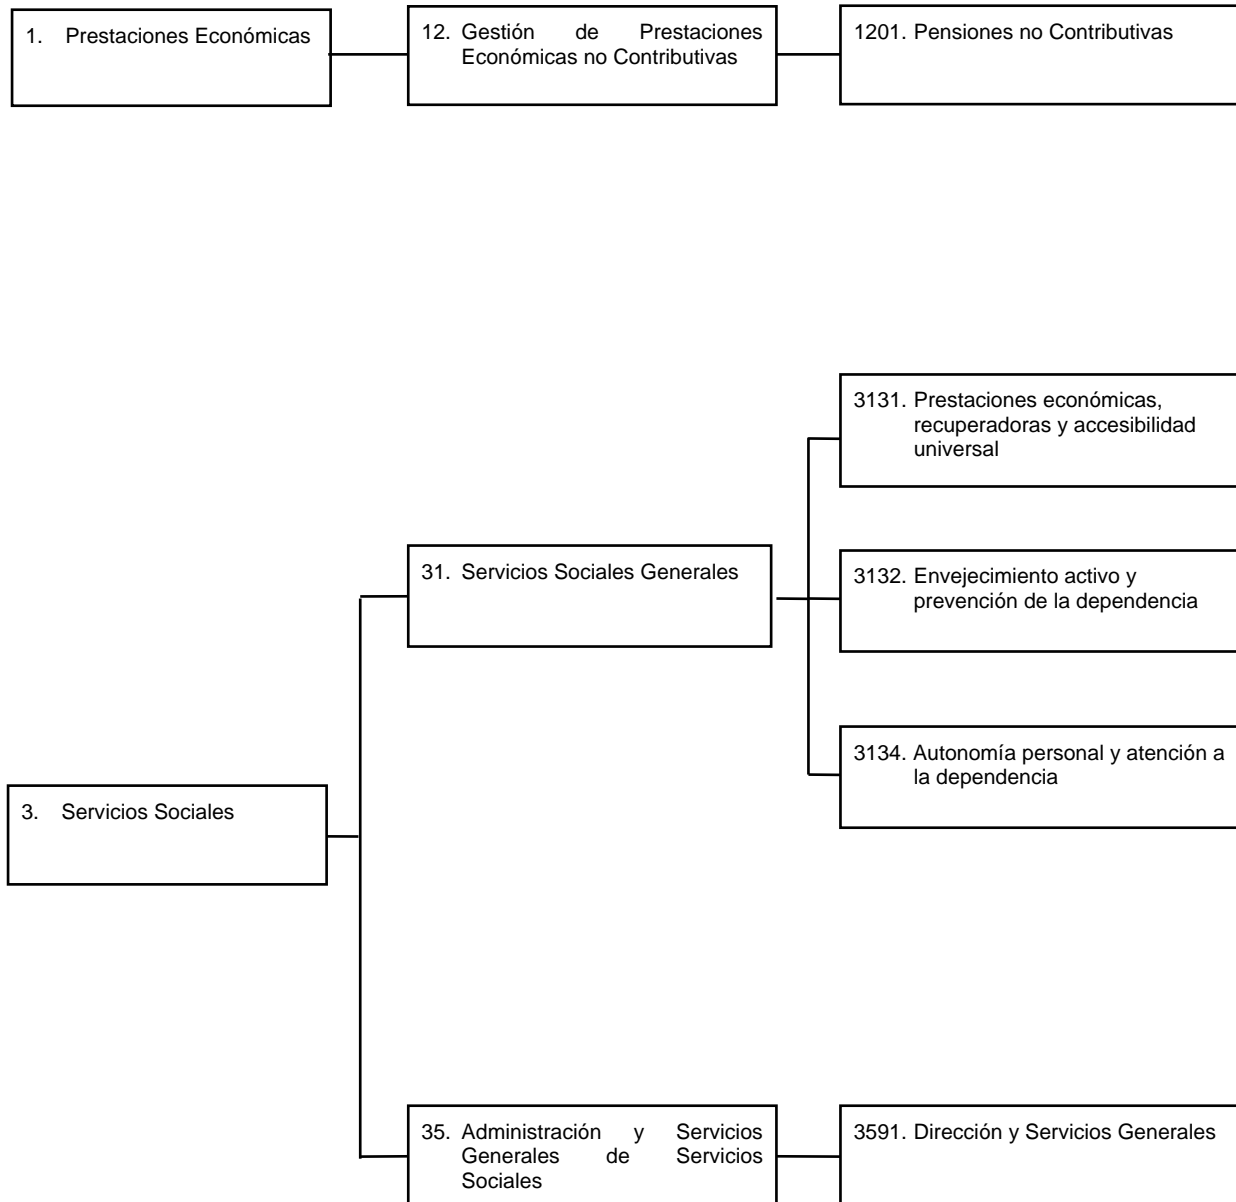 1. Prestaciones Económicas
12. Gestión de Prestaciones
Económicas no Contributivas
1201. Pensiones no Contributivas
3131. Prestaciones económicas,
recuperadoras y accesibilidad
universal
31. Servicios Sociales Generales
3132. Envejecimiento activo y
prevención de la dependencia
3134. Autonomía personal y atención a
la dependencia
3. Servicios Sociales
35. Administración y Servicios
Generales de Servicios
Sociales
3591. Dirección y Servicios Generales